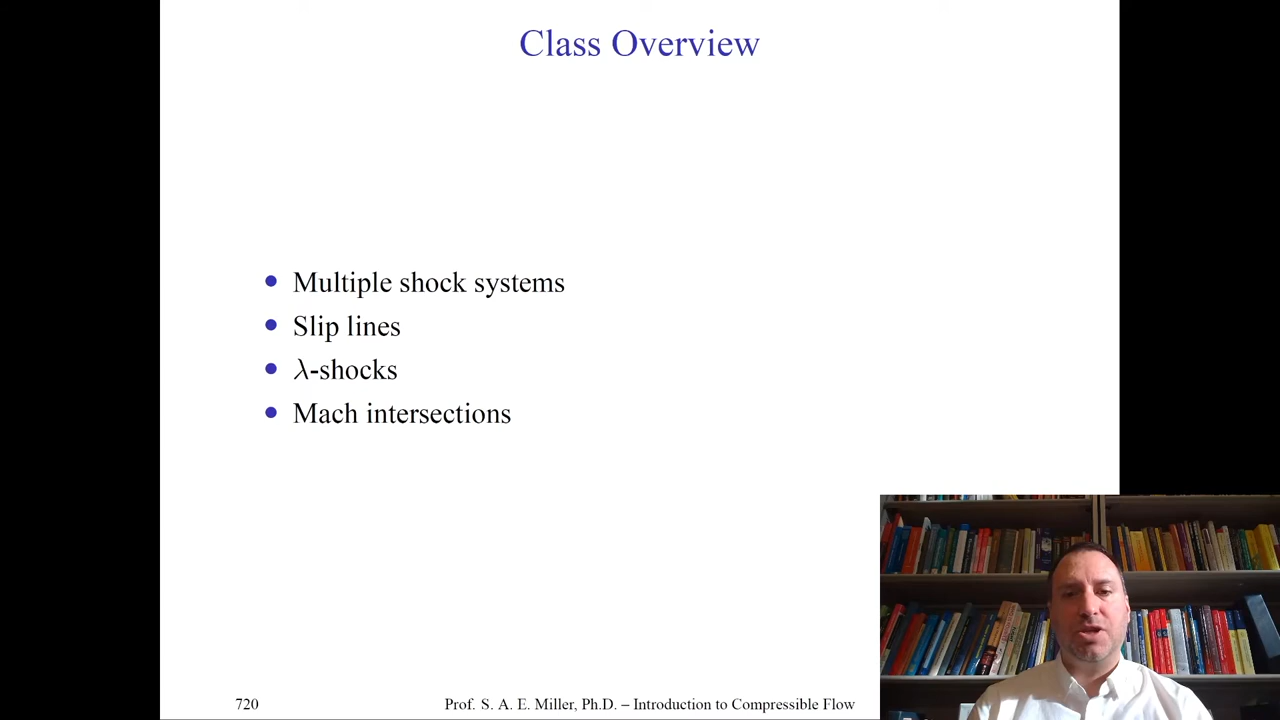 Class Overview
Multiple shock systems
Slip lines
λ-shocks
Mach intersections
720
Prof. S. A. E. Miller, Ph.D. – Introduction to Compressible Flow